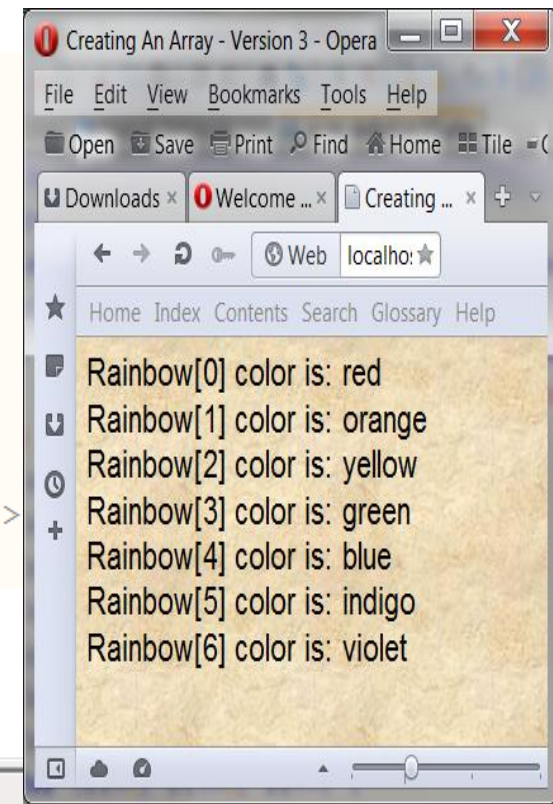 Creating An Array - Version 3 - Opera
File Edit View Bookmarks Tools Help
Open Save Print Find Home Tile
Downloads Welcome ... Creating ...
Web localho:
Home Index Contents Search Glossary Help
Rainbow[0] color is: red
Rainbow[1] color is: orange
Rainbow[2] color is: yellow
Rainbow[3] color is: green
Rainbow[4] color is: blue
>
Rainbow[5] color is: indigo
Rainbow[6] color is: violet